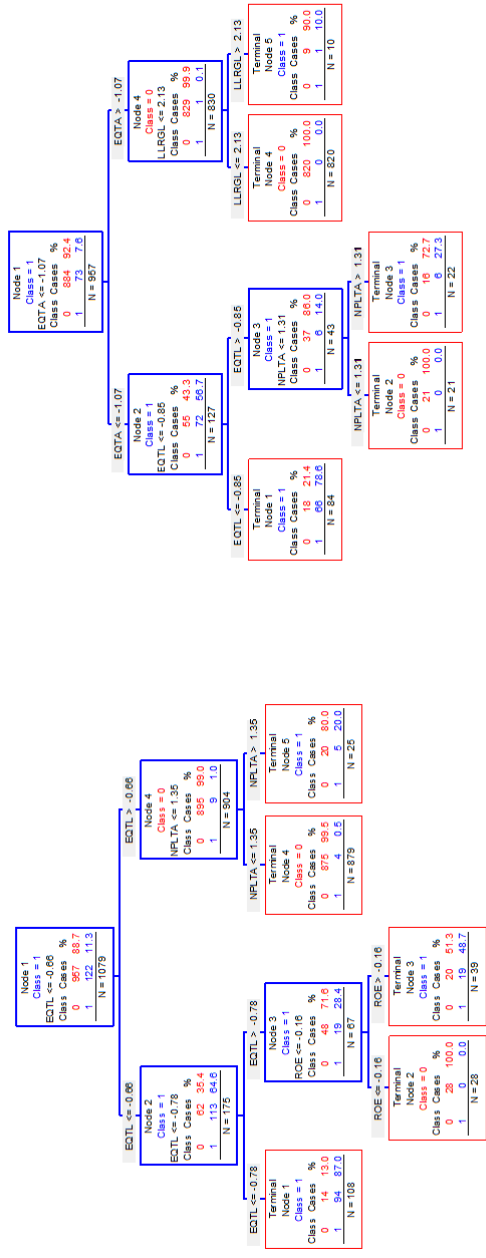 Node 1
Class = 1
EQTL <= -0.66
Class Cases %
0 957 88.7
1 122 11.3
N = 1079
EQTL <= -0.66
EQTL > -0.66
Node 2
Class = 1
EQTL <= -0.78
Class Cases %
0 62 35.4
1 113 64.6
N = 175
Node 4
Class = 0
NPLTA <= 1.35
Class Cases %
0 895 99.0
1 9 1.0
N = 904
EQTL <= -0.78
EQTL > -0.78
NPLTA <= 1.35
NPLTA > 1.35
Terminal
Node 1
Class = 1
Class Cases %
0 14 13.0
1 94 87.0
N = 108
Node 3
Class = 1
ROE <= -0.16
Class Cases %
0 48 71.6
1 19 28.4
N = 67
Terminal
Node 4
Class = 0
Class Cases %
0 875 99.5
1 4 0.5
N = 879
Terminal
Node 5
Class = 1
Class Cases %
0 20 80.0
1 5 20.0
N = 25
ROE <= -0.16
ROE > -0.16
Terminal
Node 2
Class = 0
Class Cases %
0 28 100.0
1 0 0.0
N = 28
Terminal
Node 3
Class = 1
Class Cases %
0 20 51.3
1 19 48.7
N = 39
Node 1
Class = 1
EQTA <= -1.07
Class Cases %
0 884 92.4
1 73 7.6
N = 957
EQTA <= -1.07
EQTA > -1.07
Node 2
Class = 1
EQTL <= -0.85
Class Cases %
0 55 43.3
1 72 56.7
N = 127
Node 4
Class = 0
LLRGL <= 2.13
Class Cases %
0 829 99.9
1 1 0.1
N = 830
EQTL <= -0.85
EQTL > -0.85
LLRGL <= 2.13
LLRGL > 2.13
Terminal
Node 1
Class = 1
Class Cases %
0 18 21.4
1 66 78.6
N = 84
Node 3
Class = 1
NPLTA <= 1.31
Class Cases %
0 37 86.0
1 6 14.0
N = 43
Terminal
Node 4
Class = 0
Class Cases %
0 820 100.0
1 0 0.0
N = 820
Terminal
Node 5
Class = 1
Class Cases %
0 9 90.0
1 1 10.0
N = 10
NPLTA <= 1.31
NPLTA > 1.31
Terminal
Node 2
Class = 0
Class Cases %
0 21 100.0
1 0 0.0
N = 21
Terminal
Node 3
Class = 1
Class Cases %
0 16 72.7
1 6 27.3
N = 22